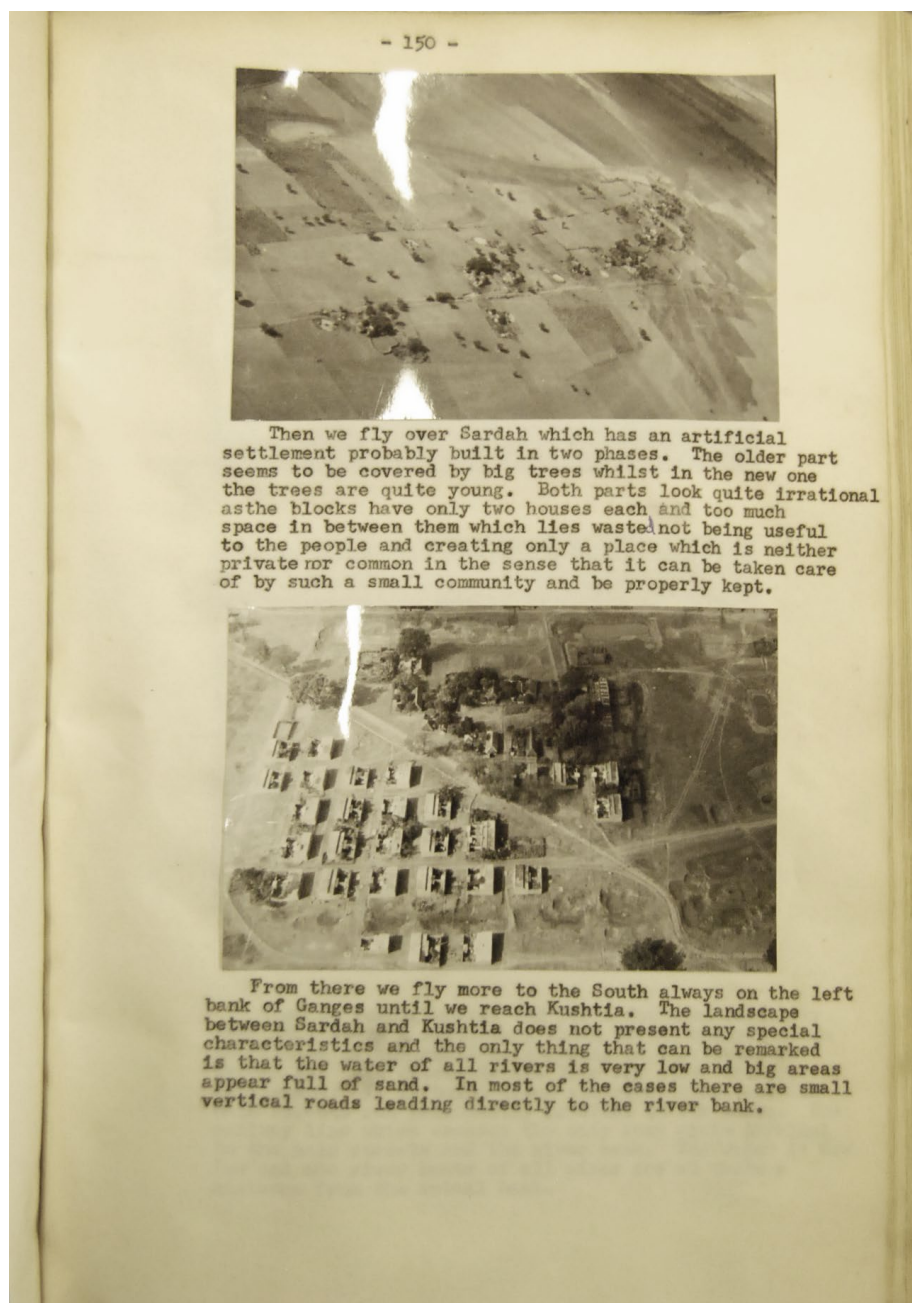 - 150 -
Then we fly over Sardah which has an artificial
settlement probably built in two phases. The older part
seems to be covered by big trees whilst in the new one
the trees are quite young. Both parts look quite irrational
asthe blocks have only two houses each and too much
space in between them which lies wasted not being useful
to the people and creating only a place which is neither
private nor common in the sense that it can be taken care
of by such a small community and be properly kept.
From there we fly more to the South always on the left
bank of Ganges until we reach Kushtia. The landscape
between Sardah and Kushtia does not present any special
characteristics and the only thing that can be remarked
is that the water of all rivers is very low and big areas
appear full of sand. In most of the cases there are small
vertical roads leading directly to the river bank.